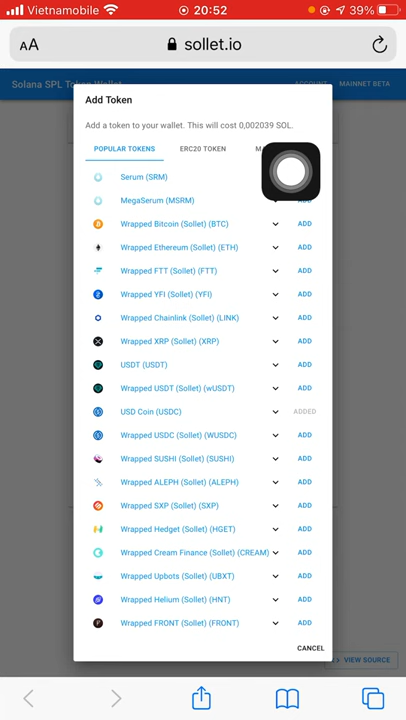 Vietnamobile 20:52 39%
AA sollet.io
Solana SPL Token Wallet ACCOUNT MAINNET BETA
Add Token
Add a token to your wallet. This will cost 0,002039 SOL.
POPULAR TOKENS ERC20 TOKEN
Serum (SRM)
MegaSerum (MSRM) ADD
Wrapped Bitcoin (Sollet) (BTC) ADD
Wrapped Ethereum (Sollet) (ETH) ADD
Wrapped FTT (Sollet) (FTT) ADD
Wrapped YFI (Sollet) (YFI) ADD
Wrapped Chainlink (Sollet) (LINK) ADD
Wrapped XRP (Sollet) (XRP) ADD
USDT (USDT) ADD
Wrapped USDT (Sollet) (wUSDT) ADD
USD Coin (USDC) ADDED
Wrapped USDC (Sollet) (WUSDC) ADD
Wrapped SUSHI (Sollet) (SUSHI) ADD
Wrapped ALEPH (Sollet) (ALEPH) ADD
Wrapped SXP (Sollet) (SXP) ADD
Wrapped Hedget (Sollet) (HGET) ADD
Wrapped Cream Finance (Sollet) (CREAM) ADD
Wrapped Upbots (Sollet) (UBXT) ADD
Wrapped Helium (Sollet) (HNT) ADD
Wrapped FRONT (Sollet) (FRONT) ADD
CANCEL
VIEW SOURCE